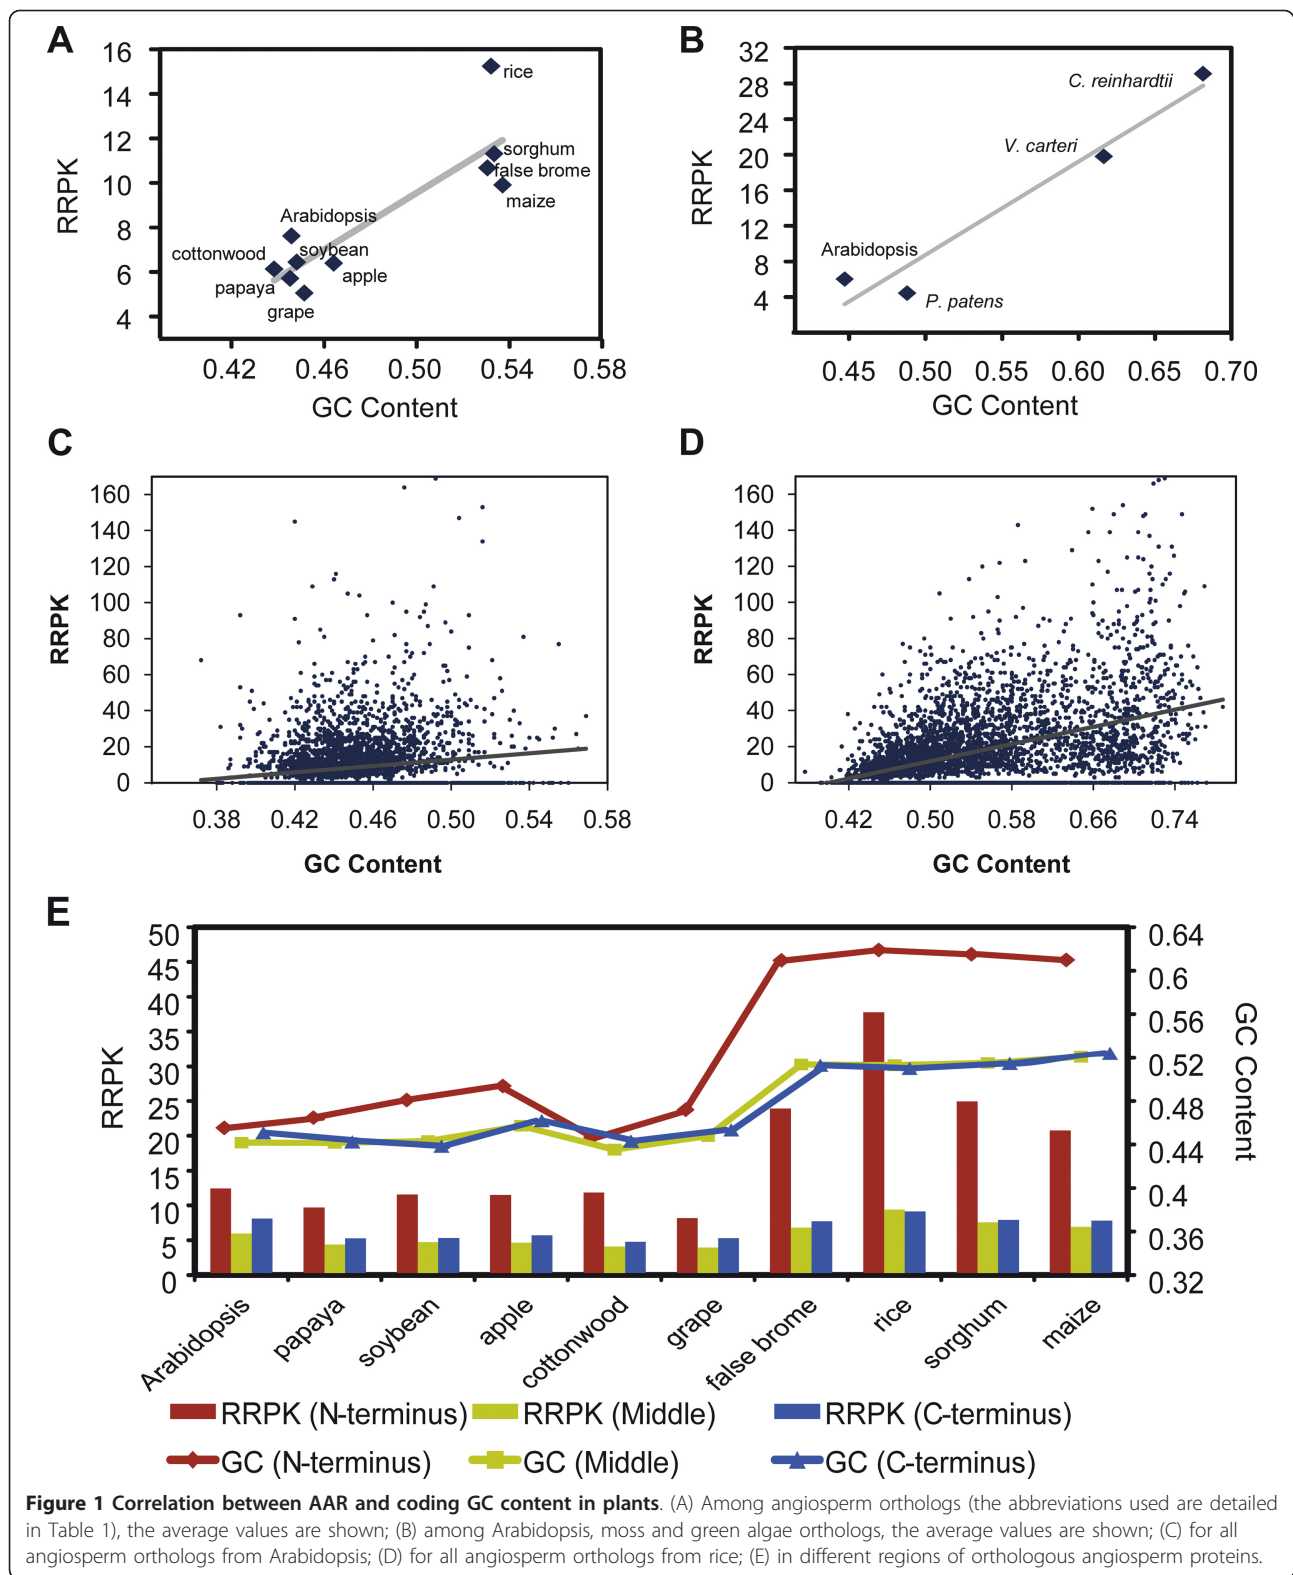 A
RRPK
16
14
12
10
8
6
4
rice
sorghum
false brome
maize
Arabidopsis
soybean
cottonwood
apple
papaya
grape
0.42 0.46 0.50 0.54 0.58
GC Content
B
RRPK
32
28
24
20
16
12
8
4
C. reinhardtii
V. carteri
Arabidopsis
P. patens
0.45 0.50 0.55 0.60 0.65 0.70
GC Content
C
RRPK
160
140
120
100
80
60
40
20
0
0.38 0.42 0.46 0.50 0.54 0.58
GC Content
D
RRPK
160
140
120
100
80
60
40
20
0
0.42 0.50 0.58 0.66 0.74
GC Content
E
RRPK
50
45
40
35
30
25
20
15
10
5
0
0.64
0.6
0.56
0.52
0.48
0.44
0.4
0.36
0.32
GC Content
Arabidopsis
papaya
soybean
apple
cottonwood
grape
false brome
rice
sorghum
maize
RRPK (N-terminus) RRPK (Middle) RRPK (C-terminus)
GC (N-terminus) GC (Middle) GC (C-terminus)
Figure 1 Correlation between AAR and coding GC content in plants. (A) Among angiosperm orthologs (the abbreviations used are detailed
in Table 1), the average values are shown; (B) among Arabidopsis, moss and green algae orthologs, the average values are shown; (C) for all
angiosperm orthologs from Arabidopsis; (D) for all angiosperm orthologs from rice; (E) in different regions of orthologous angiosperm proteins.